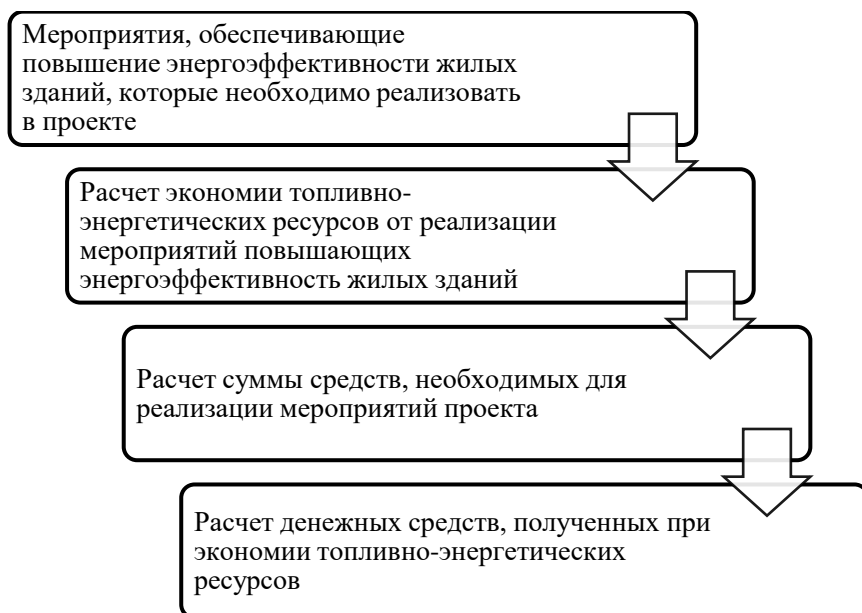 Мероприятия, обеспечивающие
повышение энергоэффективности жилых
зданий, которые необходимо реализовать
в проекте
Расчет экономии топливно-
энергетических ресурсов от реализации
мероприятий повышающих
энергоэффективность жилых зданий
Расчет суммы средств, необходимых для
реализации мероприятий проекта
Расчет денежных средств, полученных при
экономии топливно-энергетических
ресурсов